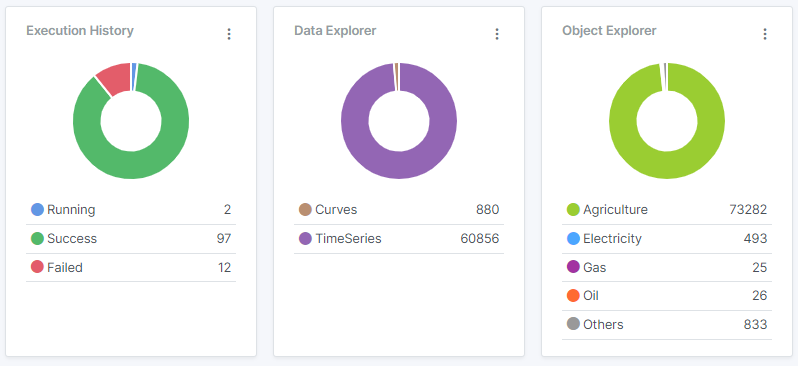 Execution History
Running 2
Success 97
Failed 12
Data Explorer
Curves 880
TimeSeries 60856
Object Explorer
Agriculture 73282
Electricity 493
Gas 25
Oil 26
Others 833